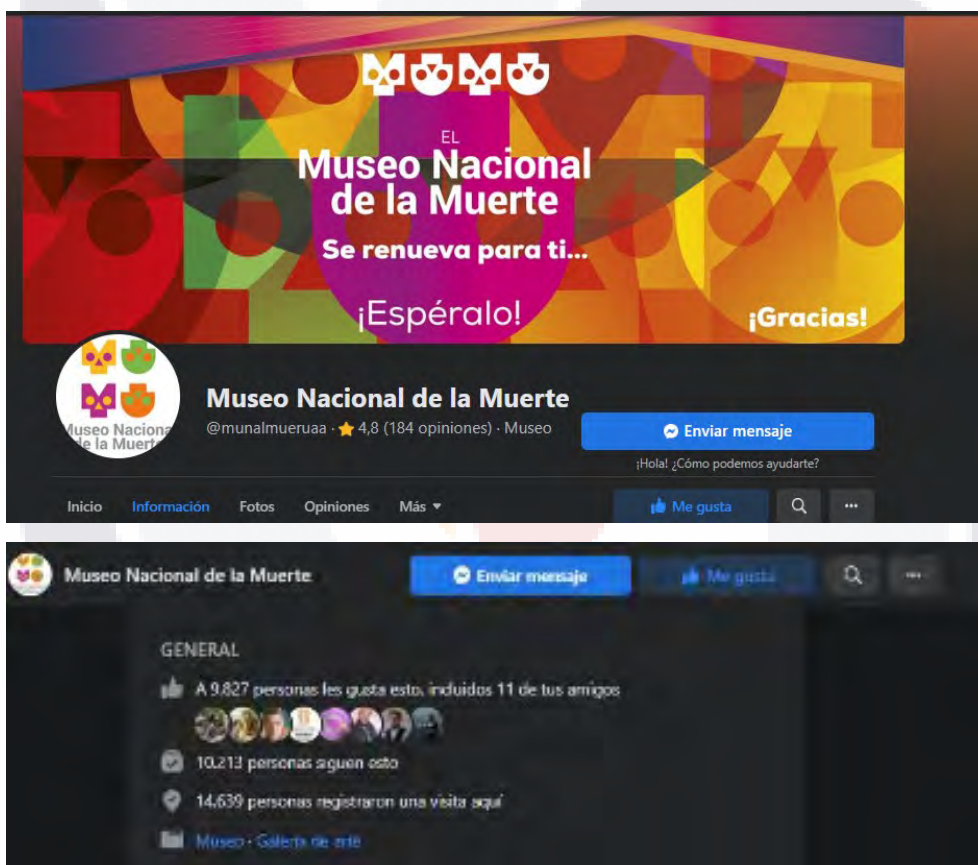 EL
Museo Nacional
de la Muerte
Se renueva para ti...
¡Espéralo!
¡Gracias!
Museo Nacional
de la Muerte
Museo Nacional de la Muerte
@munalmueruaa · 4,8 (184 opiniones) · Museo
Enviar mensaje
¡Hola! ¿Cómo podemos ayudarte?
Inicio Información Fotos Opiniones Más
Me gusta
Museo Nacional de la Muerte
Enviar mensaje
Me gusta
GENERAL
A 9.827 personas les gusta esto, incluidos 11 de tus amigos
10.213 personas siguen esto
14.639 personas registraron una visita aquí
Museo · Galería de arte